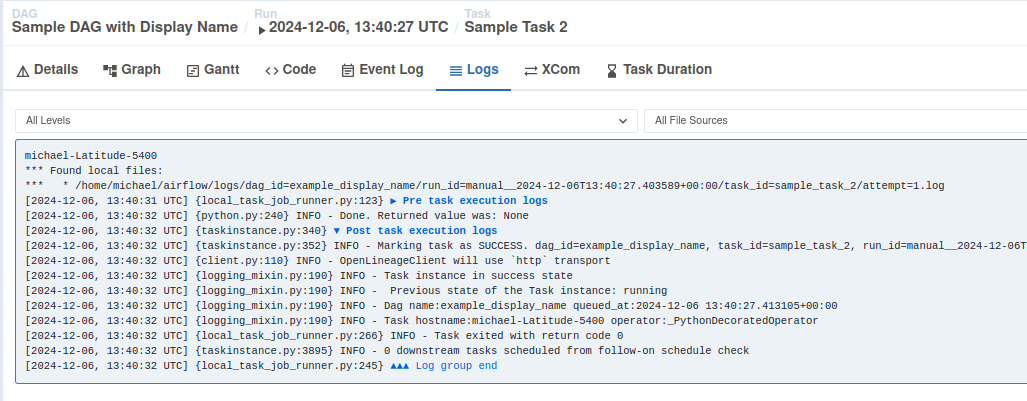 DAG Run Task
Sample DAG with Display Name / ▶ 2024-12-06, 13:40:27 UTC / Sample Task 2
Details Graph Gantt Code Event Log Logs XCom Task Duration
All Levels All File Sources
michael-Latitude-5400
*** Found local files:
***   * /home/michael/airflow/logs/dag_id=example_display_name/run_id=manual__2024-12-06T13:40:27.403589+00:00/task_id=sample_task_2/attempt=1.log
[2024-12-06, 13:40:31 UTC] {local_task_job_runner.py:123} ▶ Pre task execution logs
[2024-12-06, 13:40:32 UTC] {python.py:240} INFO - Done. Returned value was: None
[2024-12-06, 13:40:32 UTC] {taskinstance.py:340} ▼ Post task execution logs
[2024-12-06, 13:40:32 UTC] {taskinstance.py:352} INFO - Marking task as SUCCESS. dag_id=example_display_name, task_id=sample_task_2, run_id=manual__2024-12-06T
[2024-12-06, 13:40:32 UTC] {client.py:110} INFO - OpenLineageClient will use `http` transport
[2024-12-06, 13:40:32 UTC] {logging_mixin.py:190} INFO - Task instance in success state
[2024-12-06, 13:40:32 UTC] {logging_mixin.py:190} INFO -  Previous state of the Task instance: running
[2024-12-06, 13:40:32 UTC] {logging_mixin.py:190} INFO - Dag name:example_display_name queued_at:2024-12-06 13:40:27.413105+00:00
[2024-12-06, 13:40:32 UTC] {logging_mixin.py:190} INFO - Task hostname:michael-Latitude-5400 operator:_PythonDecoratedOperator
[2024-12-06, 13:40:32 UTC] {local_task_job_runner.py:266} INFO - Task exited with return code 0
[2024-12-06, 13:40:32 UTC] {taskinstance.py:3895} INFO - 0 downstream tasks scheduled from follow-on schedule check
[2024-12-06, 13:40:32 UTC] {local_task_job_runner.py:245} ▲▲▲ Log group end